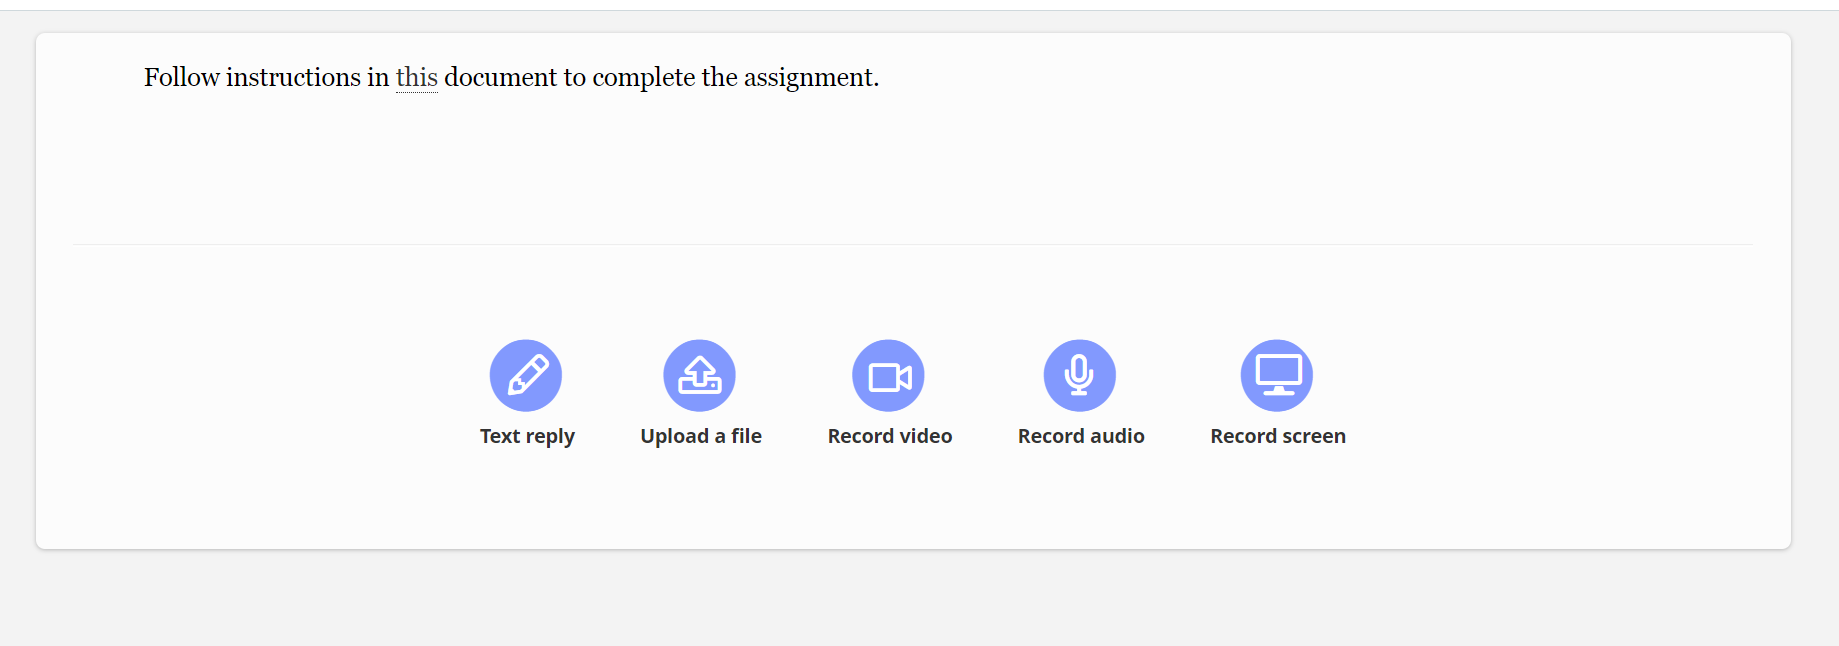 Follow instructions in this document to complete the assignment.
Text reply
Upload a file
Record video
Record audio
Record screen